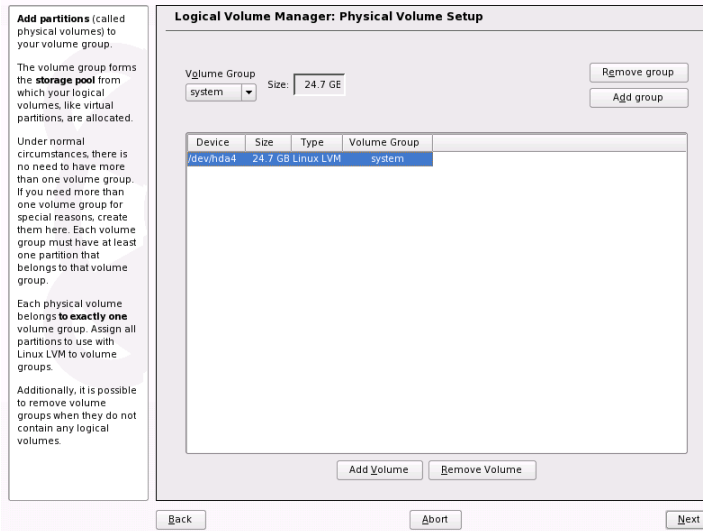 Add partitions (called
physical volumes) to
your volume group.
The volume group forms
the storage pool from
which your logical
volumes, like virtual
partitions, are allocated.
Under normal
circumstances, there is
no need to have more
than one volume group.
If you need more than
one volume group for
special reasons, create
them here. Each volume
group must have at least
one partition that
belongs to that volume
group.
Each physical volume
belongs to exactly one
volume group. Assign all
partitions to use with
Linux LVM to volume
groups.
Additionally, it is possible
to remove volume
groups when they do not
contain any logical
volumes.
Logical Volume Manager: Physical Volume Setup
Volume Group
system
Size: 24.7 GB
Remove group
Add group
Device Size Type Volume Group
/dev/hda4 24.7 GB Linux LVM system
Add Volume Remove Volume
Back Abort Next